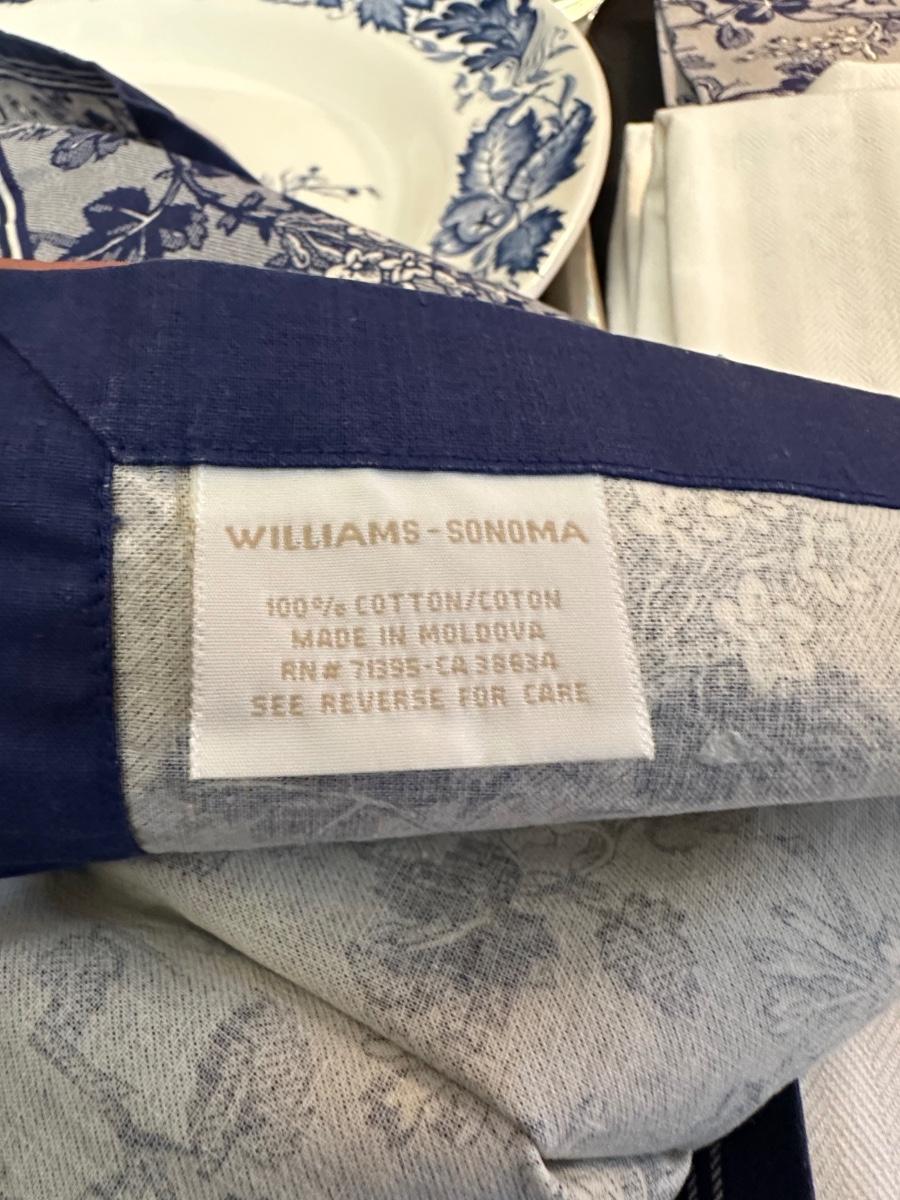 WILLIAMS-SONOMA
100% COTTON/COTON
MADE IN MOLDOVA
RN# 71395-CA 38634
SEE REVERSE FOR CARE